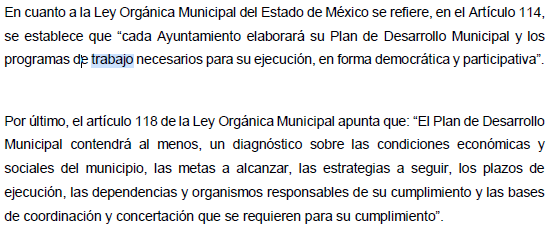 En cuanto a la Ley Orgánica Municipal del Estado de México se refiere, en el Artículo 114,
se establece que “cada Ayuntamiento elaborará su Plan de Desarrollo Municipal y los
programas de trabajo necesarios para su ejecución, en forma democrática y participativa”.
Por último, el artículo 118 de la Ley Orgánica Municipal apunta que: “El Plan de Desarrollo
Municipal contendrá al menos, un diagnóstico sobre las condiciones económicas y
sociales del municipio, las metas a alcanzar, las estrategias a seguir, los plazos de
ejecución, las dependencias y organismos responsables de su cumplimiento y las bases
de coordinación y concertación que se requieren para su cumplimiento”.